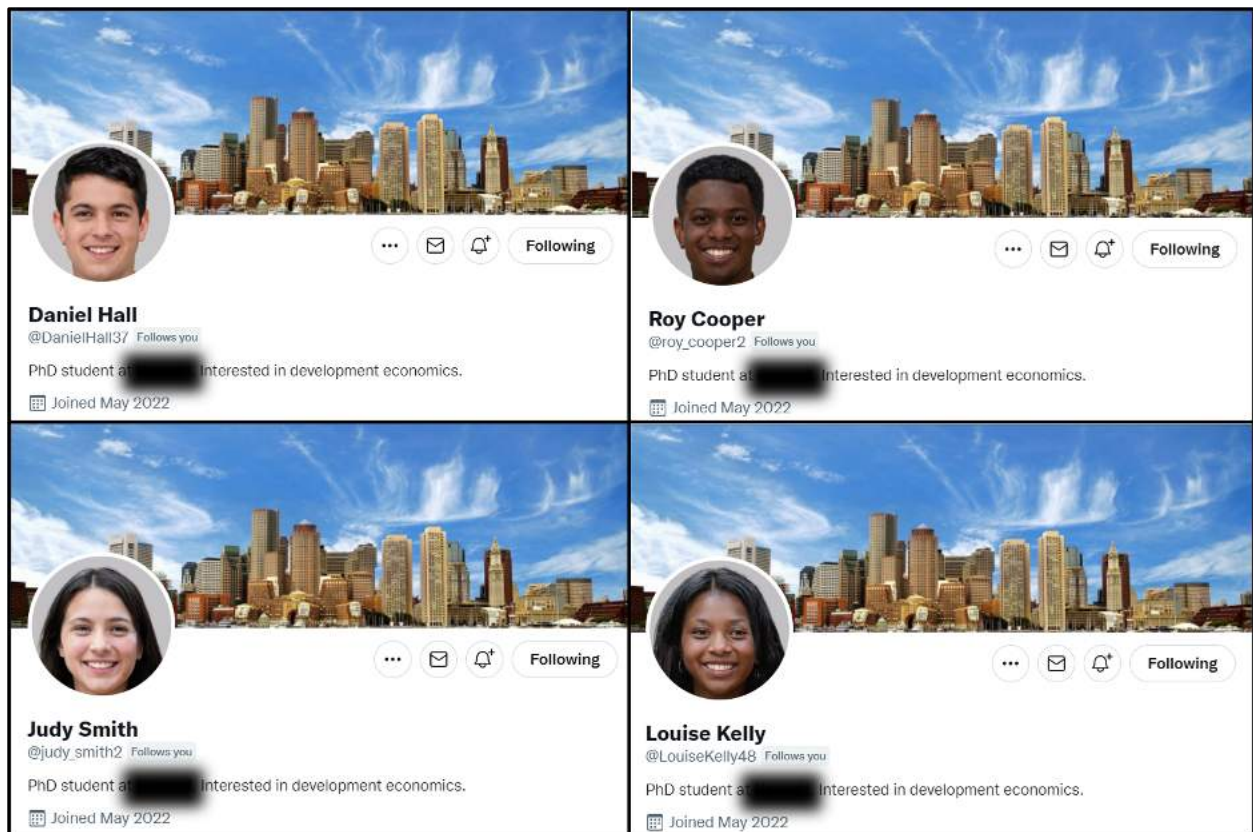 Following
Daniel Hall
@DanielHall37 Follows you
PhD student at Interested in development economics.
Joined May 2022
Following
Roy Cooper
@roy_cooper2 Follows you
PhD student at Interested in development economics.
Joined May 2022
Following
Judy Smith
@judy_smith2 Follows you
PhD student at Interested in development economics.
Joined May 2022
Following
Louise Kelly
@LouiseKelly48 Follows you
PhD student at Interested in development economics.
Joined May 2022